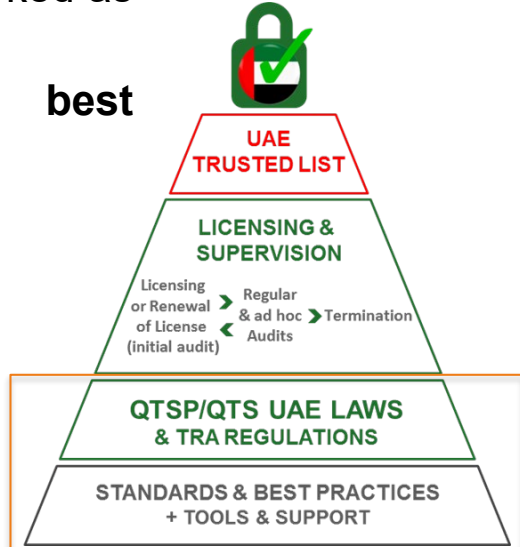 best
UAE
TRUSTED LIST
LICENSING &
SUPERVISION
Licensing
or Renewal
of License
(initial audit)
Regular
& ad hoc
Audits
Termination
QTSP/QTS UAE LAWS
& TRA REGULATIONS
STANDARDS & BEST PRACTICES
+ TOOLS & SUPPORT